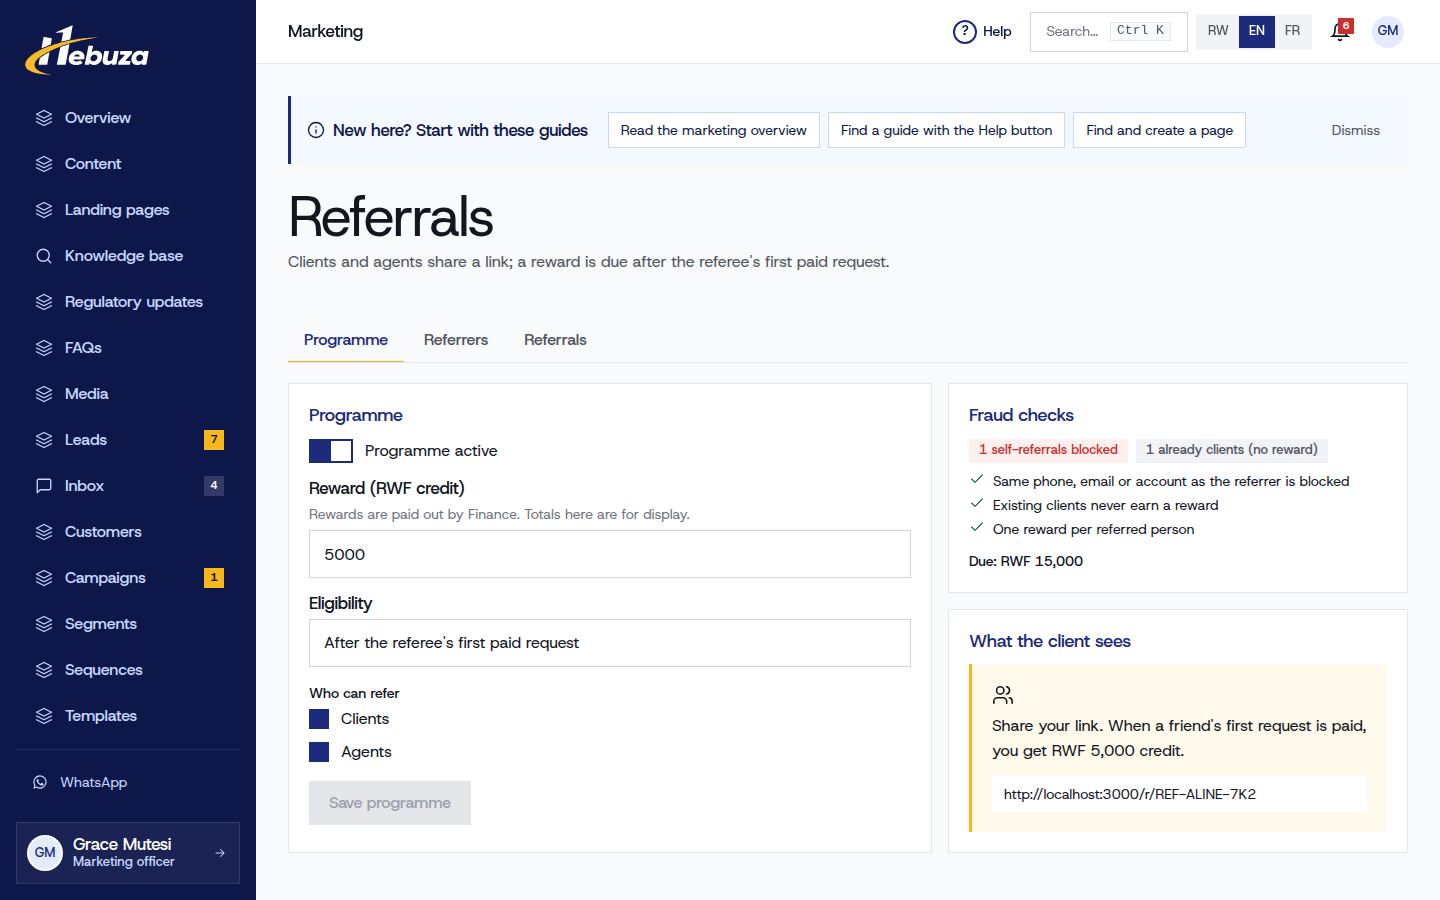 Hebuza
Overview
Content
Landing pages
Knowledge base
Regulatory updates
FAQs
Media
Leads 7
Inbox 4
Customers
Campaigns 1
Segments
Sequences
Templates
WhatsApp
GM Grace Mutesi
Marketing officer
Marketing
? Help
Search... Ctrl K
RW EN FR
6
GM
New here? Start with these guides
Read the marketing overview
Find a guide with the Help button
Find and create a page
Dismiss
Referrals
Clients and agents share a link; a reward is due after the referee's first paid request.
Programme Referrers Referrals
Programme
Programme active
Reward (RWF credit)
Rewards are paid out by Finance. Totals here are for display.
5000
Eligibility
After the referee's first paid request
Who can refer
Clients
Agents
Save programme
Fraud checks
1 self-referrals blocked 1 already clients (no reward)
Same phone, email or account as the referrer is blocked
Existing clients never earn a reward
One reward per referred person
Due: RWF 15,000
What the client sees
Share your link. When a friend's first request is paid,
you get RWF 5,000 credit.
http://localhost:3000/r/REF-ALINE-7K2